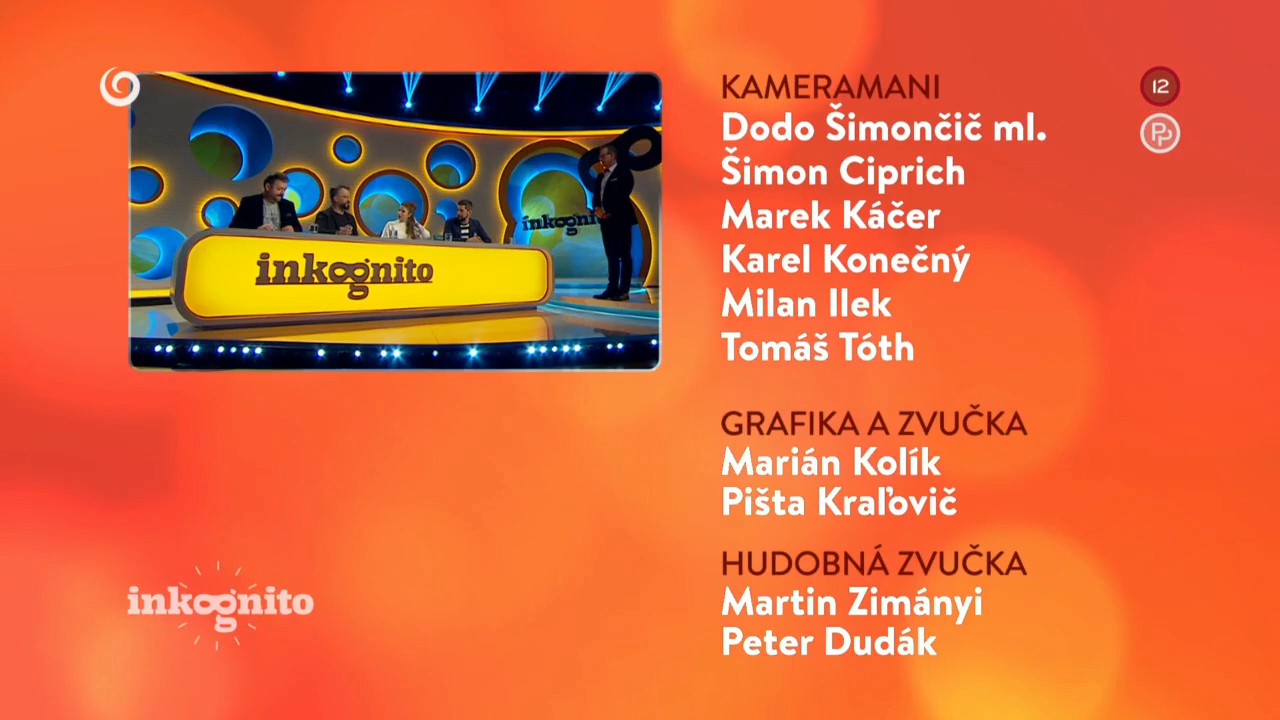 KAMERAMANI
Dodo Šimončič ml.
Šimon Ciprich
Marek Káčer
Karel Konečný
Milan Ilek
Tomáš Tóth
GRAFIKA A ZVUČKA
Marián Kolík
Pišta Kraľovič
HUDOBNÁ ZVUČKA
Martin Zimányi
Peter Dudák
12
PP
inkognito
inkognito
inkognito